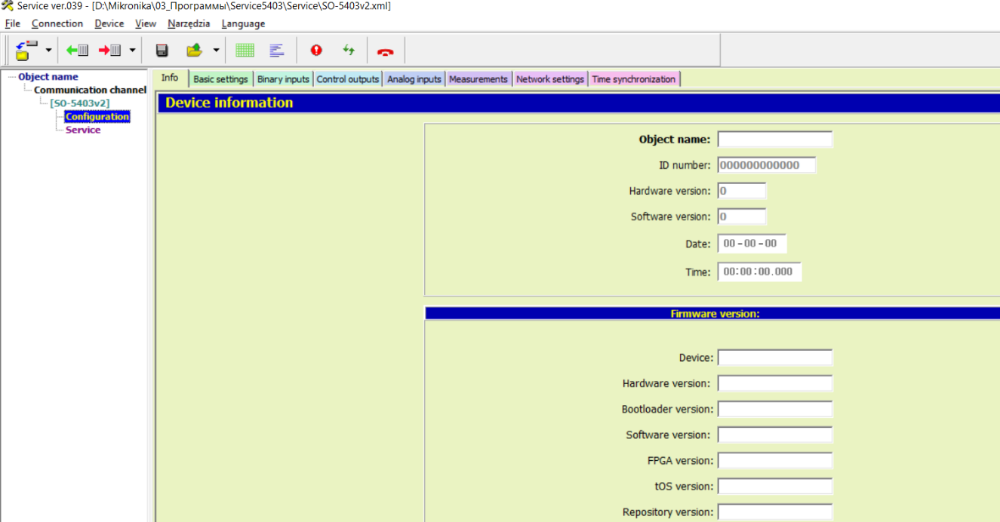 Service ver.039 - [D:\Mikronika\03_Программы\Service5403\Service\SO-5403v2.xml]
File Connection Device View Narzędzia Language
Object name
Communication channel
[SO-5403v2]
Configuration
Service
Info Basic settings Binary inputs Control outputs Analog inputs Measurements Network settings Time synchronization
Device information
Object name:
ID number: 000000000000
Hardware version: 0
Software version: 0
Date: 00-00-00
Time: 00:00:00.000
Firmware version:
Device:
Hardware version:
Bootloader version:
Software version:
FPGA version:
tOS version:
Repository version: